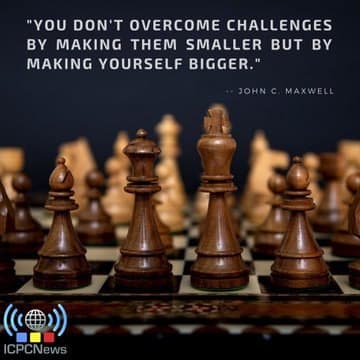 "YOU DON'T OVERCOME CHALLENGES
BY MAKING THEM SMALLER BUT BY
MAKING YOURSELF BIGGER."
-- JOHN C. MAXWELL
ICPCNews